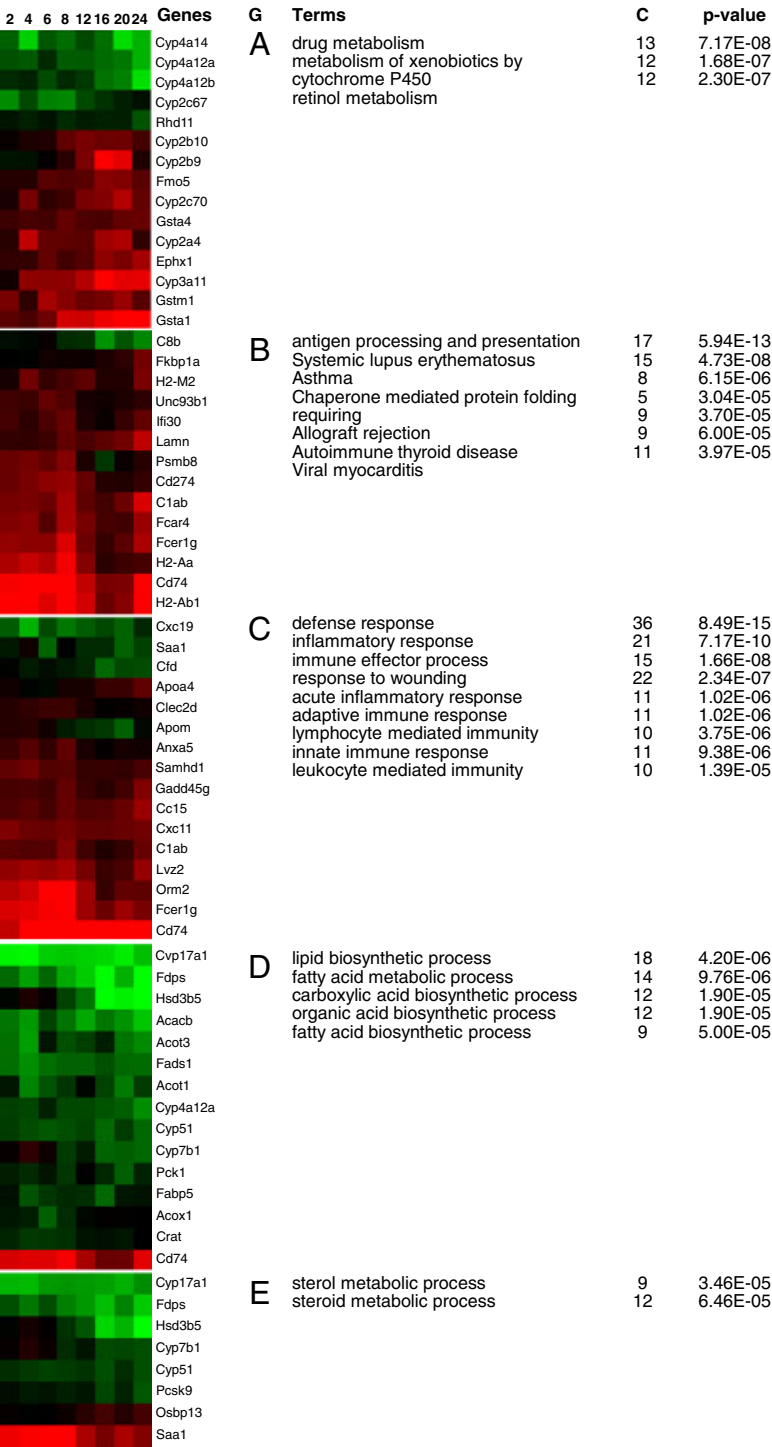 2 4 6 8 12 16 20 24 Genes G Terms C p-value
Cyp4a14
Cyp4a12a
Cyp4a12b
Cyp2c67
Rhd11
Cyp2b10
Cyp2b9
Fmo5
Cyp2c70
Gsta4
Cyp2a4
Ephx1
Cyp3a11
Gstm1
Gsta1
A
drug metabolism 13 7.17E-08
metabolism of xenobiotics by 12 1.68E-07
cytochrome P450 12 2.30E-07
retinol metabolism
C8b
Fkbp1a
H2-M2
Unc93b1
Ifi30
Lamn
Psmb8
Cd274
C1ab
Fcar4
Fcer1g
H2-Aa
Cd74
H2-Ab1
B
antigen processing and presentation 17 5.94E-13
Systemic lupus erythematosus 15 4.73E-08
Asthma 8 6.15E-06
Chaperone mediated protein folding 5 3.04E-05
requiring 9 3.70E-05
Allograft rejection 9 6.00E-05
Autoimmune thyroid disease 11 3.97E-05
Viral myocarditis
Cxc19
Saa1
Cfd
Apoa4
Clec2d
Apom
Anxa5
Samhd1
Gadd45g
Cc15
Cxc11
C1ab
Lvz2
Orm2
Fcer1g
Cd74
C
defense response 36 8.49E-15
inflammatory response 21 7.17E-10
immune effector process 15 1.66E-08
response to wounding 22 2.34E-07
acute inflammatory response 11 1.02E-06
adaptive immune response 11 1.02E-06
lymphocyte mediated immunity 10 3.75E-06
innate immune response 11 9.38E-06
leukocyte mediated immunity 10 1.39E-05
Cvp17a1
Fdps
Hsd3b5
Acacb
Acot3
Fads1
Acot1
Cyp4a12a
Cyp51
Cyp7b1
Pck1
Fabp5
Acox1
Crat
Cd74
D
lipid biosynthetic process 18 4.20E-06
fatty acid metabolic process 14 9.76E-06
carboxylic acid biosynthetic process 12 1.90E-05
organic acid biosynthetic process 12 1.90E-05
fatty acid biosynthetic process 9 5.00E-05
Cyp17a1
Fdps
Hsd3b5
Cyp7b1
Cyp51
Pcsk9
Osbp13
Saa1
E
sterol metabolic process 9 3.46E-05
steroid metabolic process 12 6.46E-05